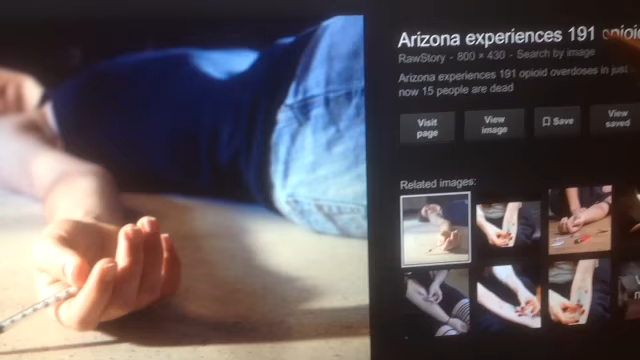 Arizona experiences 191 opioid
RawStory - 800 × 430 - Search by image
Arizona experiences 191 opioid overdoses in just
now 15 people are dead
Visit page
View image
Save
View saved
Related images: